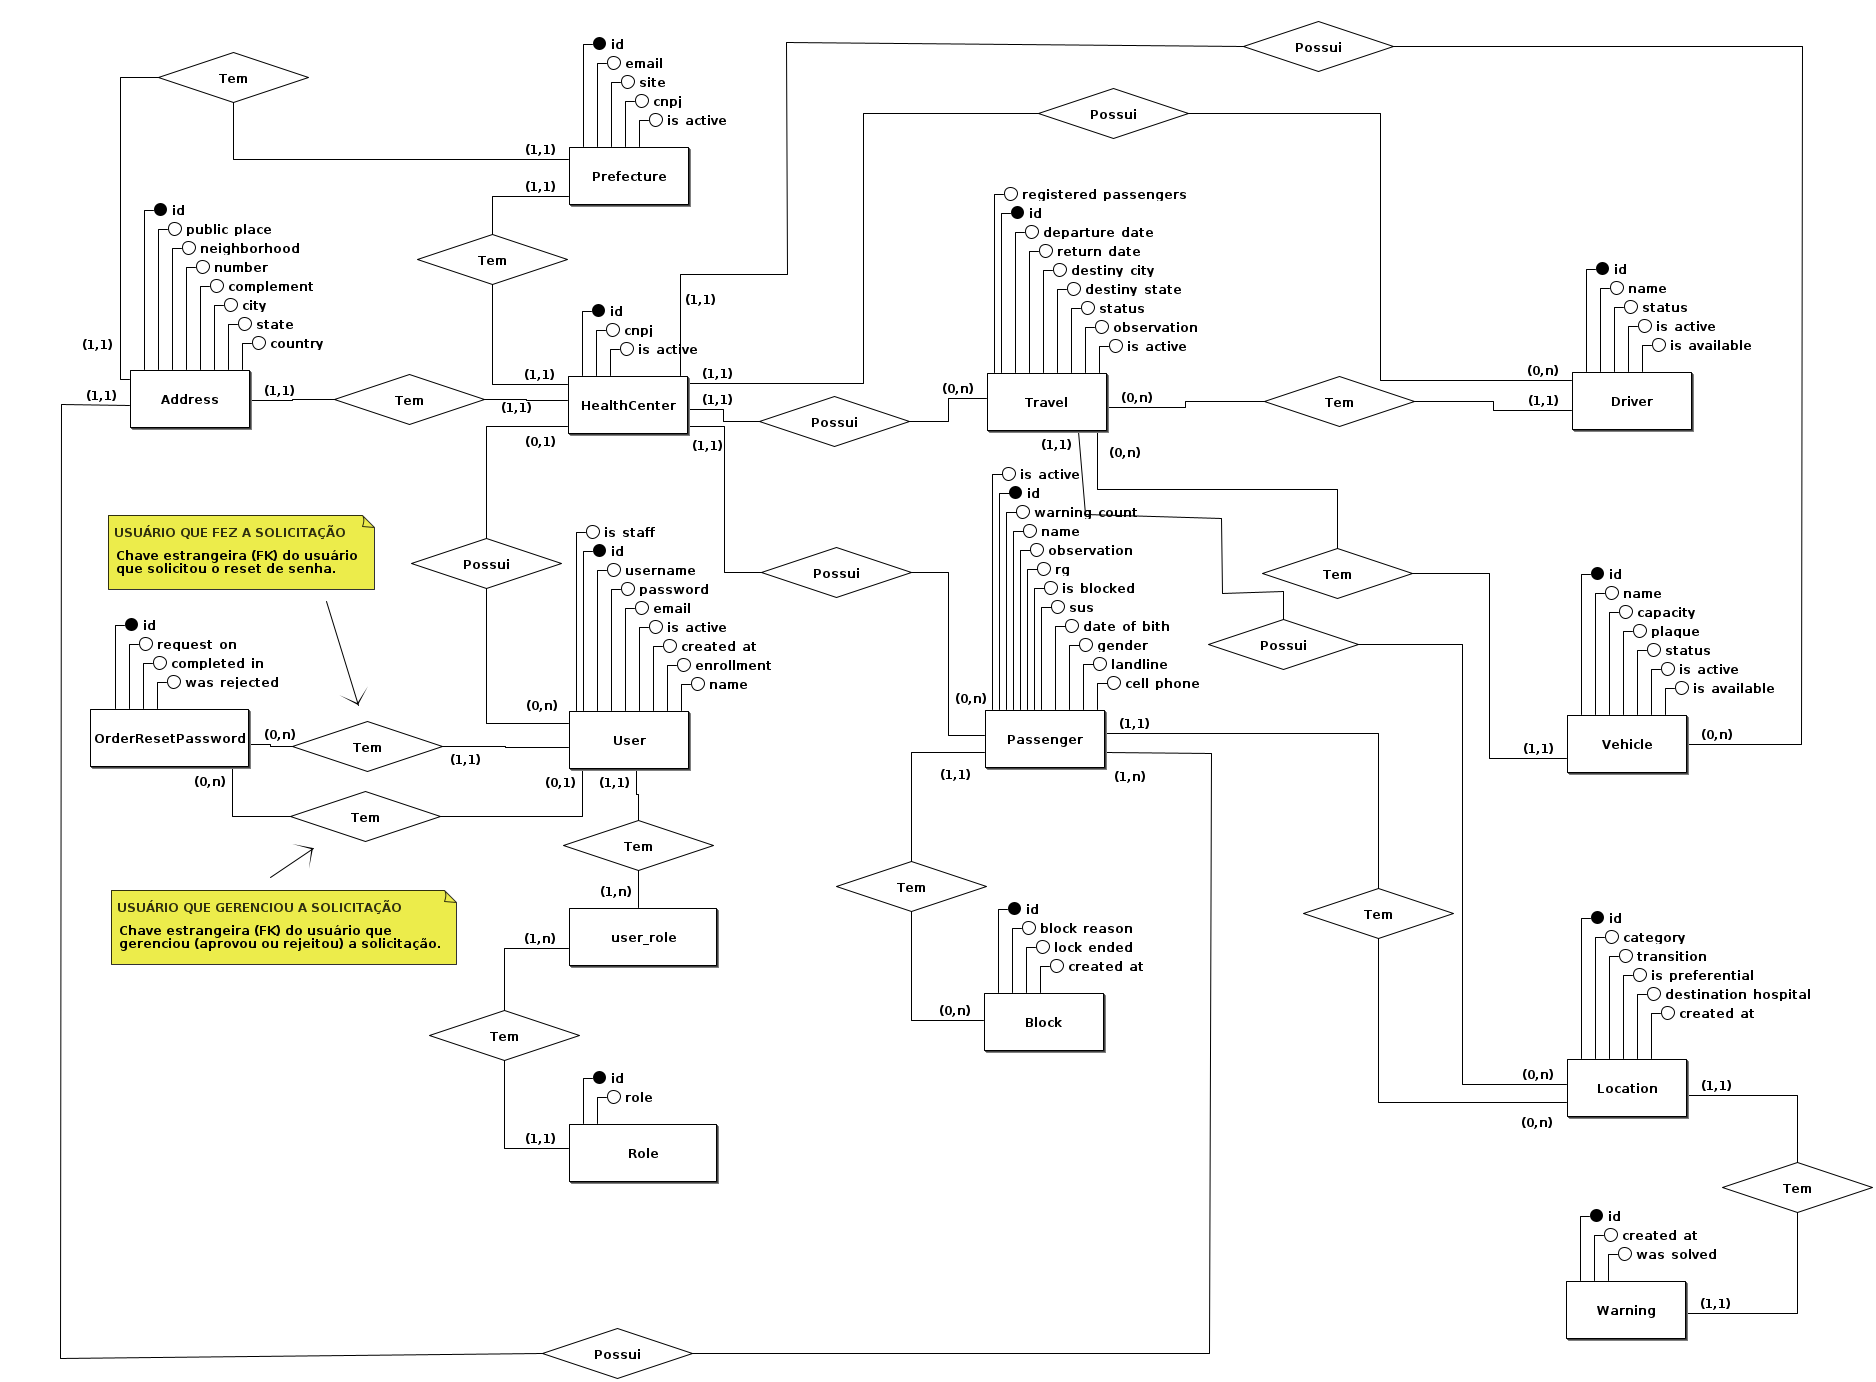 Possui
Tem
id
email
site
cnpj
is active
Possui
(1,1)
Prefecture
(1,1)
Tem
id
public place
neighborhood
number
complement
city
state
country
(1,1)
Address
(1,1)
(1,1)
Tem
(1,1)
(1,1)
id
cnpj
is active
(1,1)
HealthCenter
(1,1)
(1,1)
(0,1)
(1,1)
Possui
(0,n)
registered passengers
id
departure date
return date
destiny city
destiny state
status
observation
is active
Travel
(0,n)
(1,1)
(0,n)
Tem
id
name
status
is active
is available
(0,n)
(1,1)
Driver
USUÁRIO QUE FEZ A SOLICITAÇÃO
Chave estrangeira (FK) do usuário
que solicitou o reset de senha.
Possui
is staff
id
username
password
email
is active
created at
enrollment
name
(0,n)
User
Possui
(0,n)
is active
id
warning count
name
observation
rg
is blocked
sus
date of bith
gender
landline
cell phone
Passenger
(1,1)
(1,1)
(1,n)
Tem
Possui
id
name
capacity
plaque
status
is active
is available
(1,1)
Vehicle
(0,n)
id
request on
completed in
was rejected
OrderResetPassword
(0,n)
(0,n)
Tem
(1,1)
(0,1)
(1,1)
Tem
Tem
(1,n)
USUÁRIO QUE GERENCIOU A SOLICITAÇÃO
Chave estrangeira (FK) do usuário que
gerenciou (aprovou ou rejeitou) a solicitação.
user_role
(1,n)
Tem
id
role
(1,1)
Role
Tem
id
block reason
lock ended
created at
(0,n)
Block
Tem
id
category
transition
is preferential
destination hospital
created at
(0,n)
(0,n)
Location
(1,1)
Tem
id
created at
was solved
Warning
(1,1)
Possui